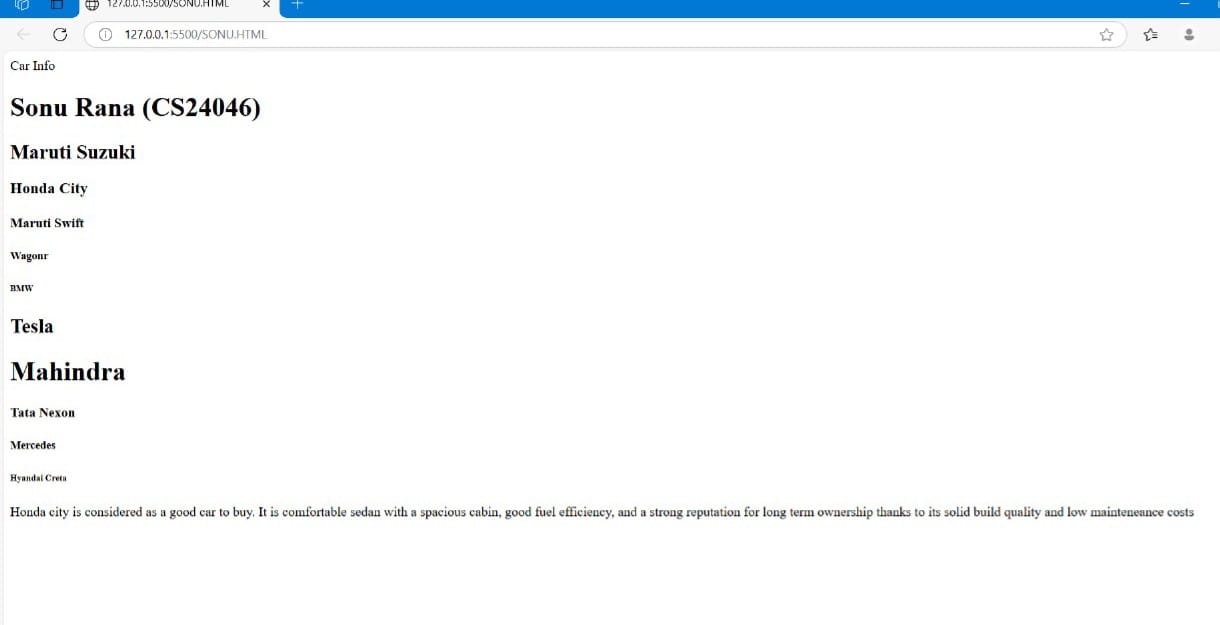 127.0.0.1:5500/SONU.HTML
127.0.0.1:5500/SONU.HTML
Car Info
Sonu Rana (CS24046)
Maruti Suzuki
Honda City
Maruti Swift
Wagonr
BMW
Tesla
Mahindra
Tata Nexon
Mercedes
Hyundai Creta
Honda city is considered as a good car to buy. It is comfortable sedan with a spacious cabin, good fuel efficiency, and a strong reputation for long term ownership thanks to its solid build quality and low mainteneance costs